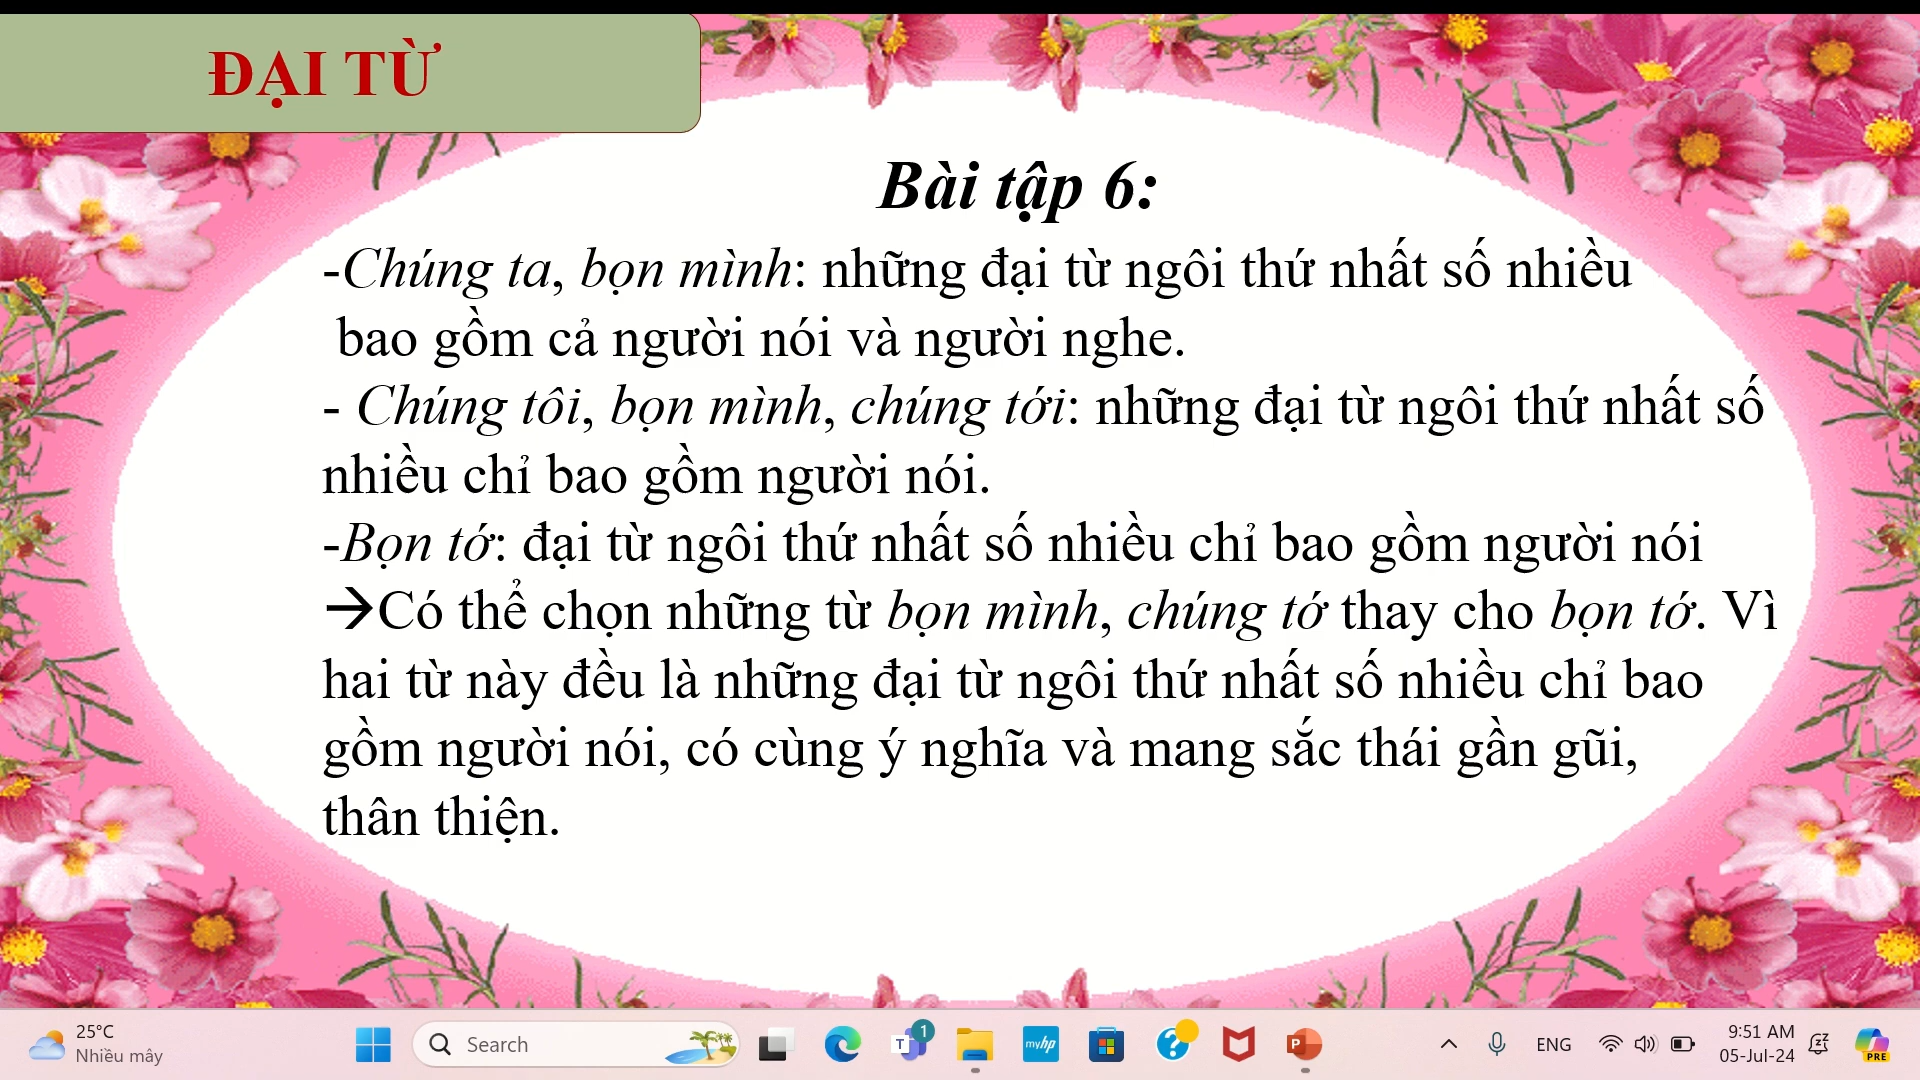 ĐẠI TỪ
Bài tập 6:
-Chúng ta, bọn mình: những đại từ ngôi thứ nhất số nhiều
bao gồm cả người nói và người nghe.
- Chúng tôi, bọn mình, chúng tới: những đại từ ngôi thứ nhất số
nhiều chỉ bao gồm người nói.
-Bọn tớ: đại từ ngôi thứ nhất số nhiều chỉ bao gồm người nói
→Có thể chọn những từ bọn mình, chúng tớ thay cho bọn tớ. Vì
hai từ này đều là những đại từ ngôi thứ nhất số nhiều chỉ bao
gồm người nói, có cùng ý nghĩa và mang sắc thái gần gũi,
thân thiện.
25°C
Nhiều mây
Search
T
1
myhp
?
P
ENG
9:51 AM
05-Jul-24
PRE